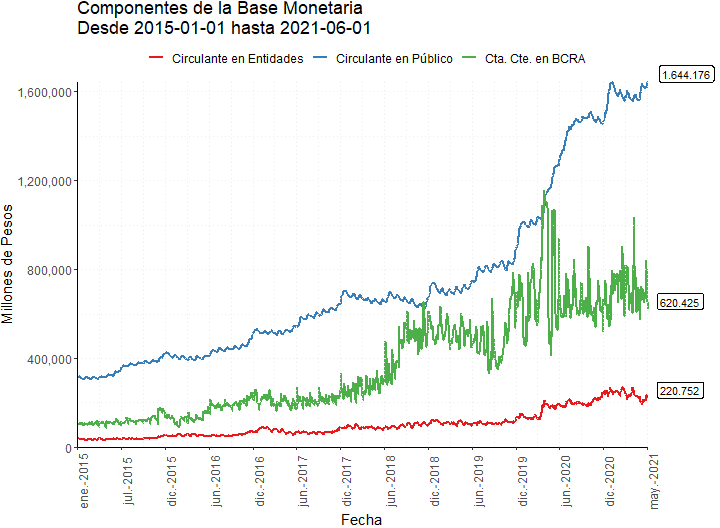 Componentes de la Base Monetaria
Desde 2015-01-01 hasta 2021-06-01
Circulante en Entidades Circulante en Público Cta. Cte. en BCRA
1.644.176
1,600,000
1,200,000
800,000
620.425
400,000
220.752
0
Millones de Pesos
ene.-2015 jul.-2015 dic.-2015 jun.-2016 dic.-2016 jun.-2017 dic.-2017 jun.-2018 dic.-2018 jun.-2019 dic.-2019 jun.-2020 dic.-2020 may.-2021
Fecha